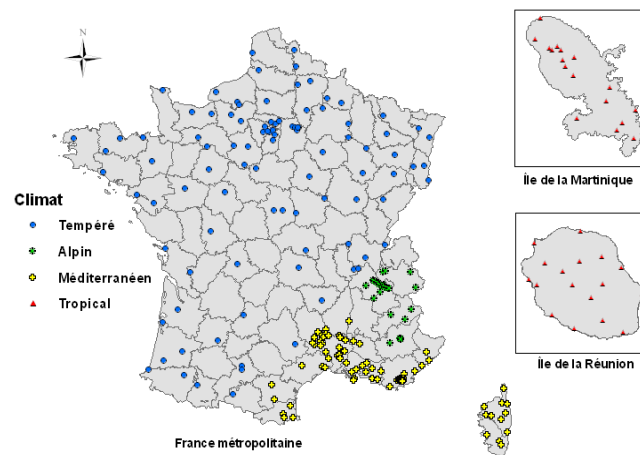 N
Climat
Tempéré
Alpin
Méditerranéen
Tropical
France métropolitaine
Île de la Martinique
Île de la Réunion